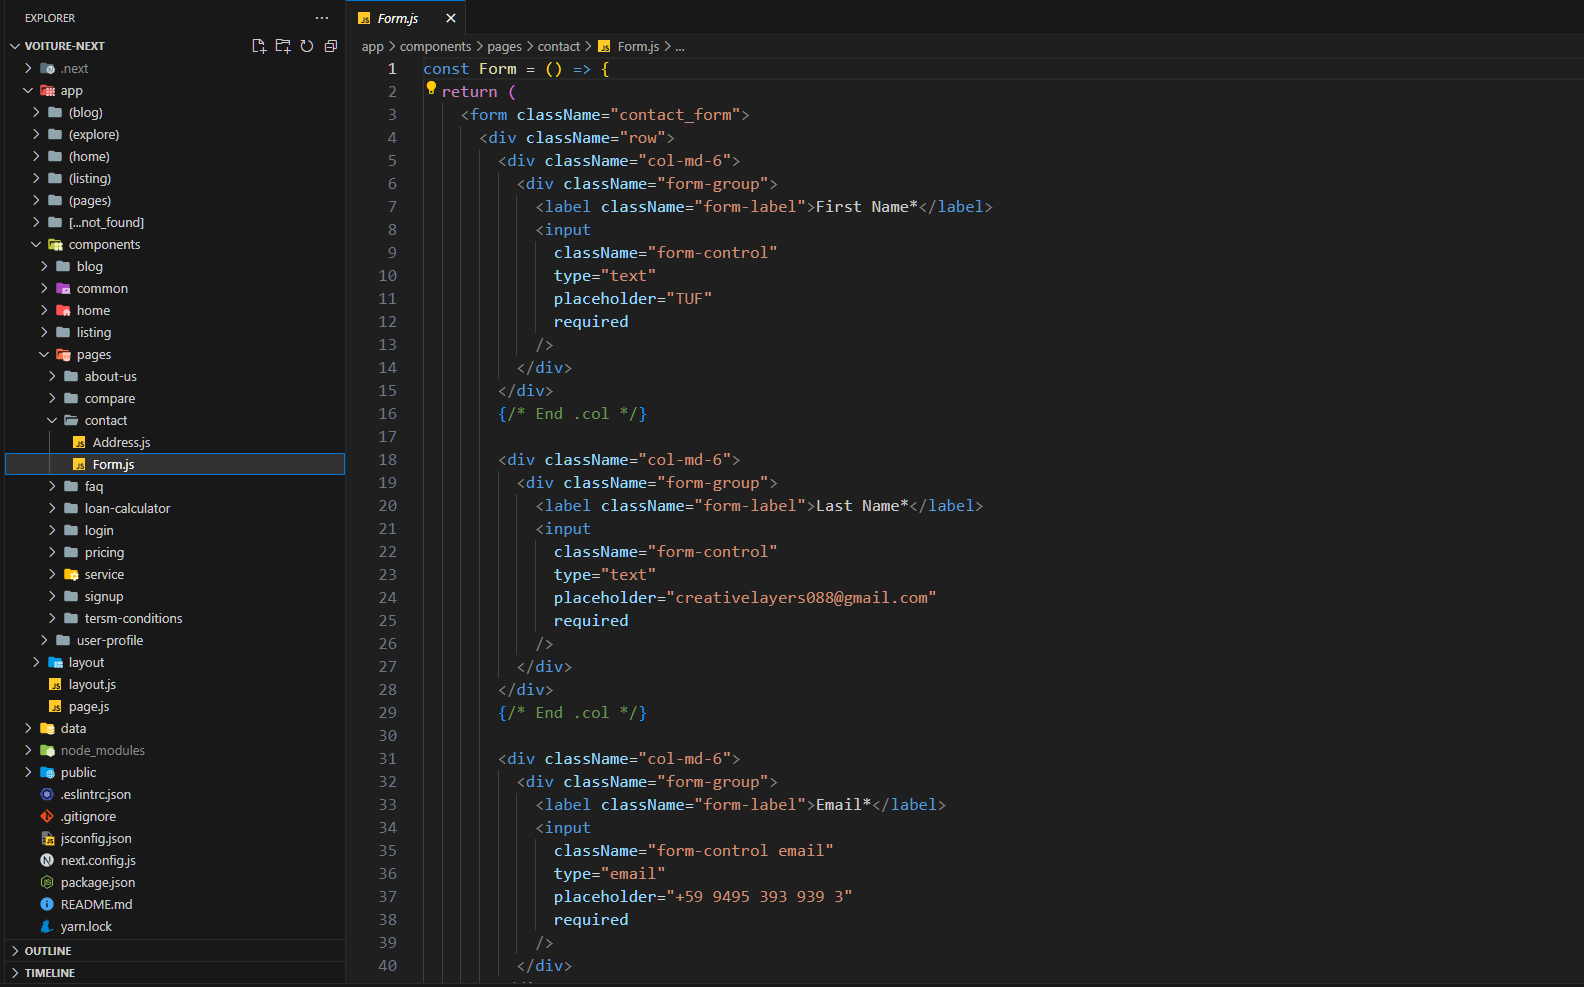 EXPLORER
VOITURE-NEXT
.next
app
(blog)
(explore)
(home)
(listing)
(pages)
[...not_found]
components
blog
common
home
listing
pages
about-us
compare
contact
Address.js
Form.js
faq
loan-calculator
login
pricing
service
signup
tersm-conditions
user-profile
layout
layout.js
page.js
data
node_modules
public
.eslintrc.json
.gitignore
jsconfig.json
next.config.js
package.json
README.md
yarn.lock
OUTLINE
TIMELINE
Form.js
app > components > pages > contact > Form.js > ...
1 const Form = () => {
2 return (
3 <form className="contact_form">
4 <div className="row">
5 <div className="col-md-6">
6 <div className="form-group">
7 <label className="form-label">First Name*</label>
8 <input
9 className="form-control"
10 type="text"
11 placeholder="TUF"
12 required
13 />
14 </div>
15 </div>
16 {/* End .col */}
17
18 <div className="col-md-6">
19 <div className="form-group">
20 <label className="form-label">Last Name*</label>
21 <input
22 className="form-control"
23 type="text"
24 placeholder="creativelayers088@gmail.com"
25 required
26 />
27 </div>
28 </div>
29 {/* End .col */}
30
31 <div className="col-md-6">
32 <div className="form-group">
33 <label className="form-label">Email*</label>
34 <input
35 className="form-control email"
36 type="email"
37 placeholder="+59 9495 393 939 3"
38 required
39 />
40 </div>